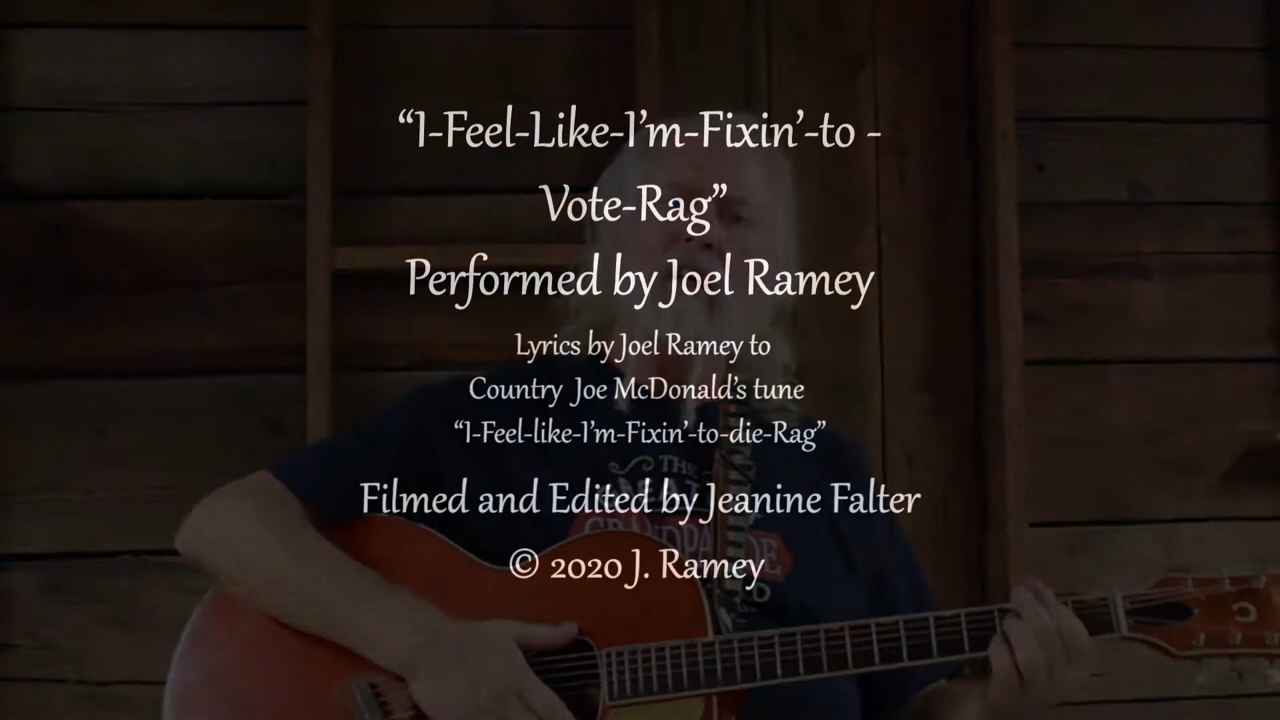 “I-Feel-Like-I’m-Fixin’-to -
Vote-Rag”
Performed by Joel Ramey
Lyrics by Joel Ramey to
Country Joe McDonald’s tune
“I-Feel-like-I’m-Fixin’-to-die-Rag”
Filmed and Edited by Jeanine Falter
© 2020 J. Ramey
THE